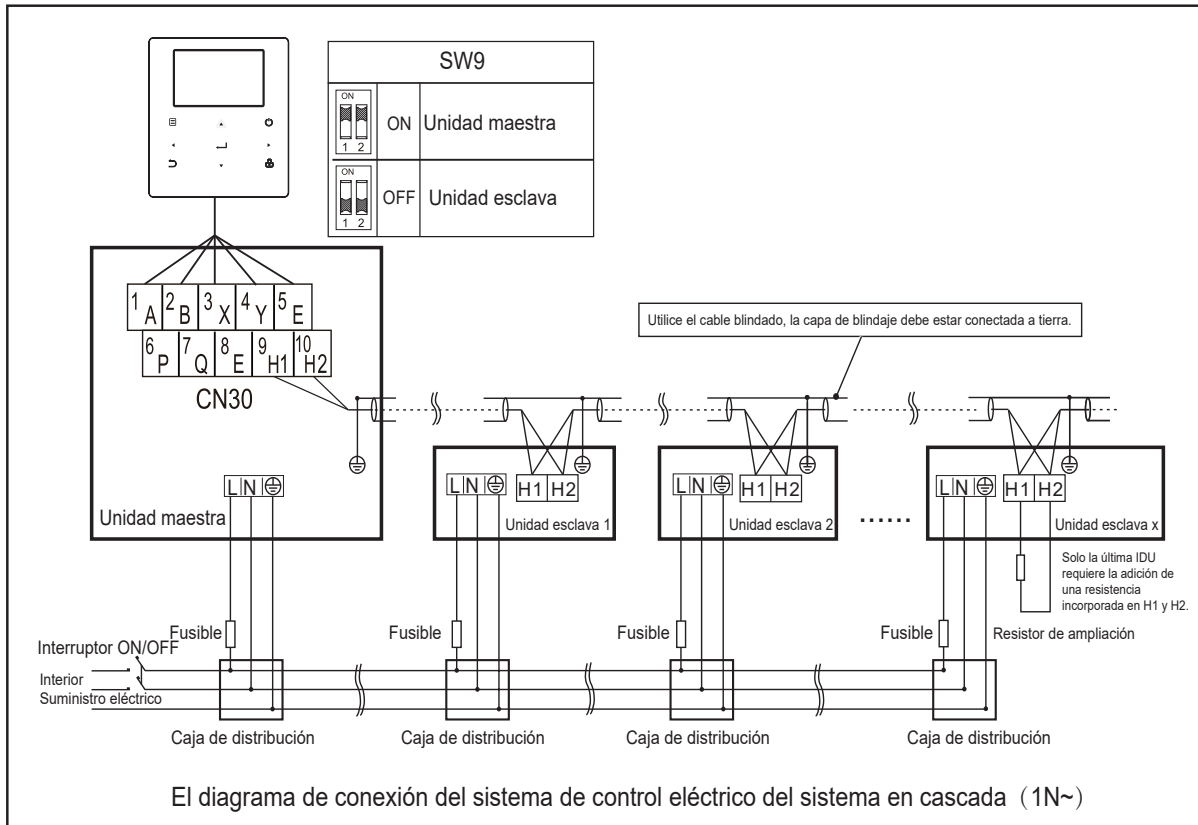 SW9
ON
1 2
ON
Unidad maestra
ON
1 2
OFF
Unidad esclava
1 A
2 B
3 X
4 Y
5 E
6 P
7 Q
8 E
9 H1
10 H2
CN30
Utilice el cable blindado, la capa de blindaje debe estar conectada a tierra.
L N
Unidad maestra
L N
H1 H2
Unidad esclava 1
L N
H1 H2
Unidad esclava 2
......
L N
H1 H2
Unidad esclava x
Solo la última IDU
requiere la adición de
una resistencia
incorporada en H1 y H2.
Resistor de ampliación
Fusible
Fusible
Fusible
Fusible
Interruptor ON/OFF
Interior
Suministro eléctrico
Caja de distribución
Caja de distribución
Caja de distribución
Caja de distribución
El diagrama de conexión del sistema de control eléctrico del sistema en cascada（1N~）